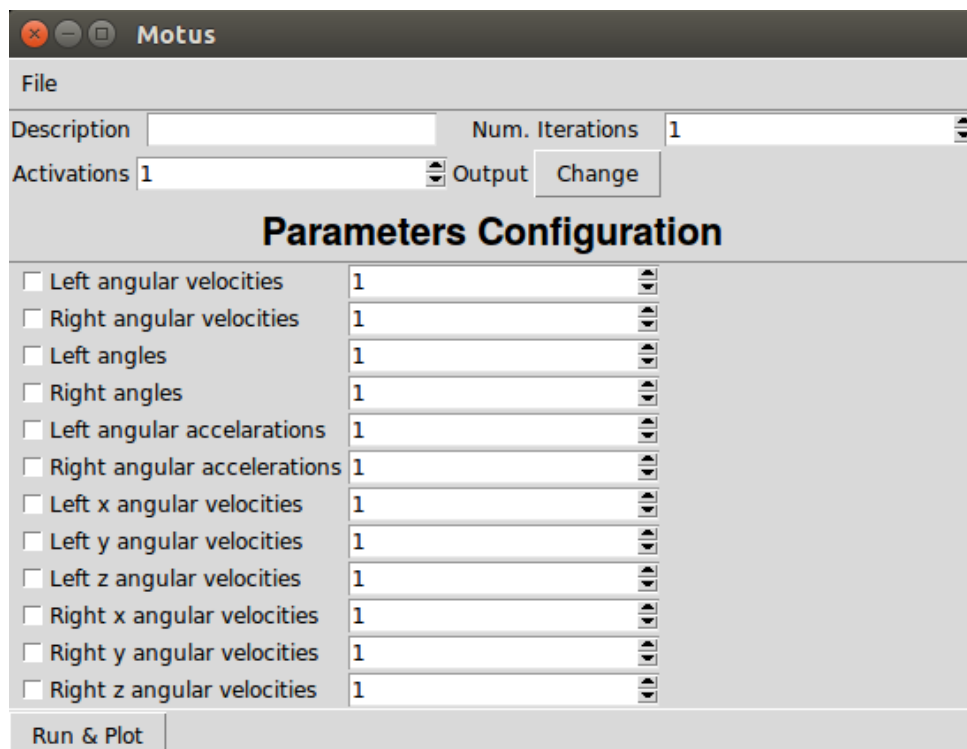 Motus
File
Description Num. Iterations 1
Activations 1 Output Change
Parameters Configuration
Left angular velocities 1
Right angular velocities 1
Left angles 1
Right angles 1
Left angular accelarations 1
Right angular accelerations 1
Left x angular velocities 1
Left y angular velocities 1
Left z angular velocities 1
Right x angular velocities 1
Right y angular velocities 1
Right z angular velocities 1
Run & Plot